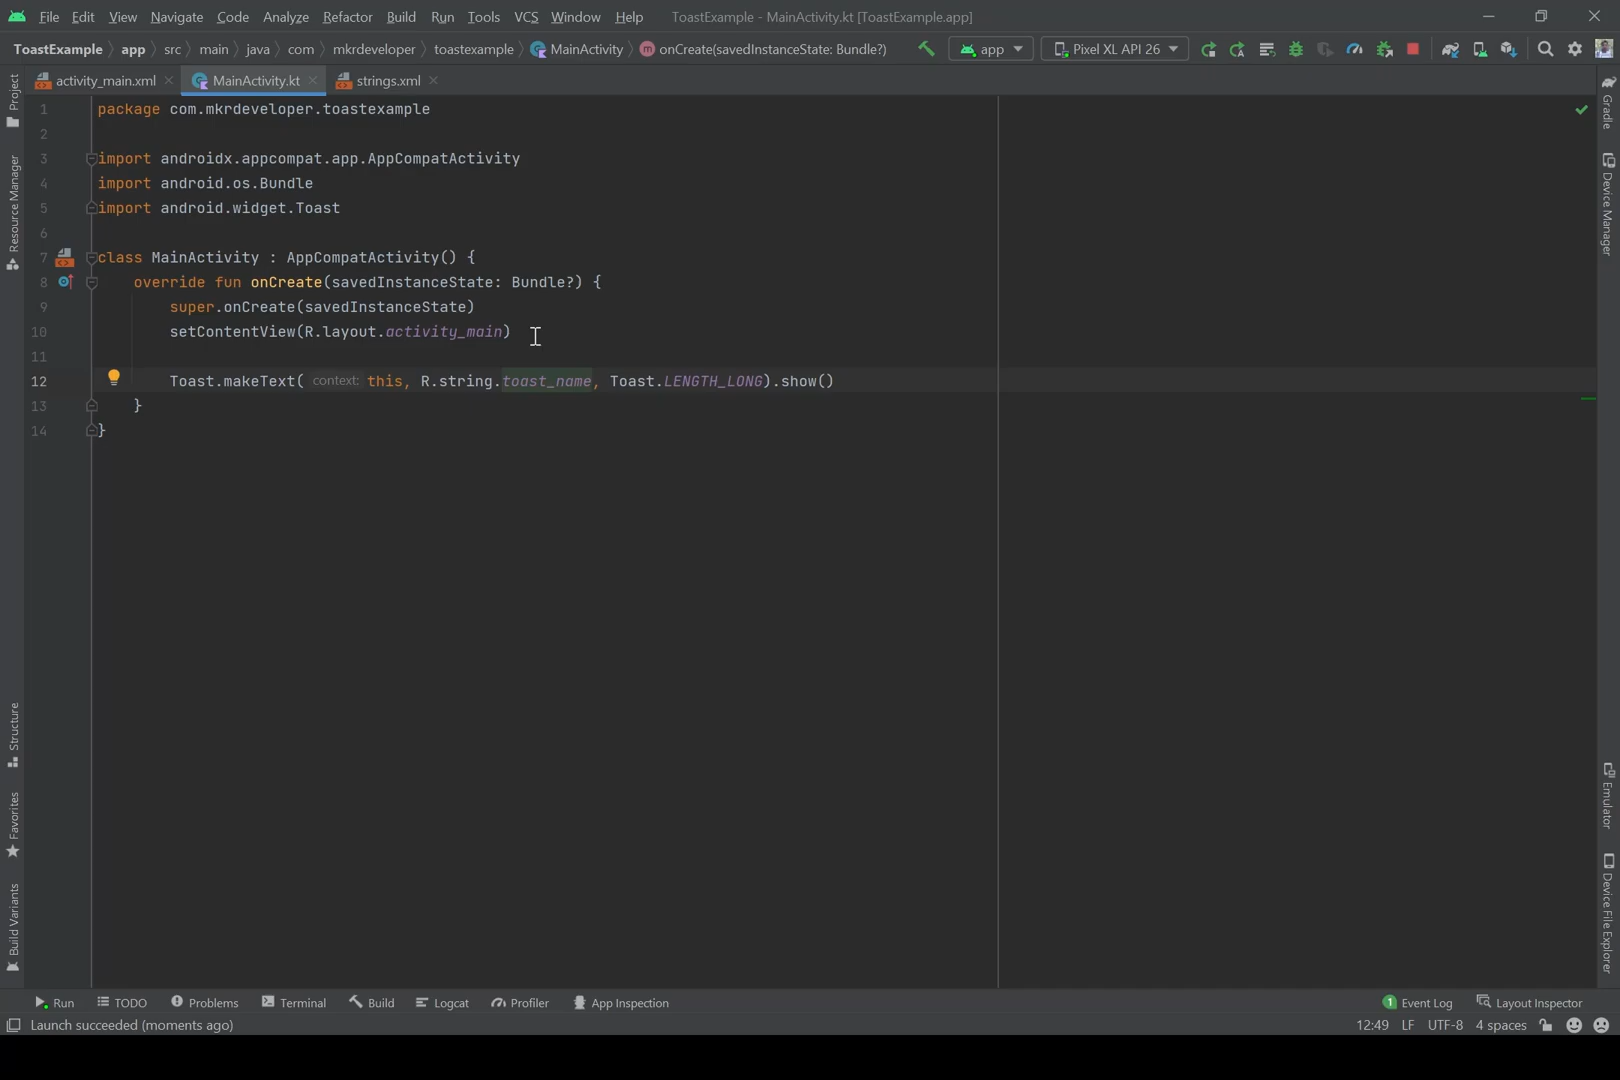 File Edit View Navigate Code Analyze Refactor Build Run Tools VCS Window Help ToastExample - MainActivity.kt [ToastExample.app]
ToastExample app src main java com mkrdeveloper toastexample MainActivity onCreate(savedInstanceState: Bundle?) app Pixel XL API 26
activity_main.xml MainActivity.kt strings.xml
1 package com.mkrdeveloper.toastexample
2
3 import androidx.appcompat.app.AppCompatActivity
4 import android.os.Bundle
5 import android.widget.Toast
6
7 class MainActivity : AppCompatActivity() {
8 override fun onCreate(savedInstanceState: Bundle?) {
9 super.onCreate(savedInstanceState)
10 setContentView(R.layout.activity_main)
11
12 Toast.makeText( context: this, R.string.toast_name, Toast.LENGTH_LONG).show()
13 }
14 }
Project
Resource Manager
Structure
Favorites
Build Variants
Gradle
Device Manager
Emulator
Device File Explorer
Run TODO Problems Terminal Build Logcat Profiler App Inspection 1 Event Log Layout Inspector
Launch succeeded (moments ago) 12:49 LF UTF-8 4 spaces